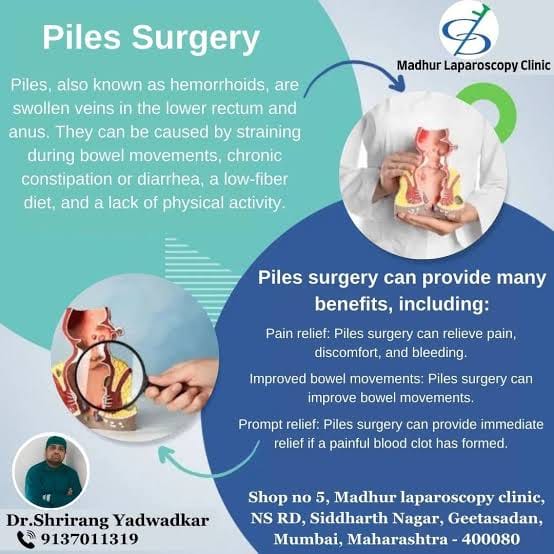 Piles Surgery
Madhur Laparoscopy Clinic
Piles, also known as hemorrhoids, are
swollen veins in the lower rectum and
anus. They can be caused by straining
during bowel movements, chronic
constipation or diarrhea, a low-fiber
diet, and a lack of physical activity.
Piles surgery can provide many
benefits, including:
Pain relief: Piles surgery can relieve pain,
discomfort, and bleeding.
Improved bowel movements: Piles surgery can
improve bowel movements.
Prompt relief: Piles surgery can provide immediate
relief if a painful blood clot has formed.
Dr.Shrirang Yadwadkar
9137011319
Shop no 5, Madhur laparoscopy clinic,
NS RD, Siddharth Nagar, Geetasadan,
Mumbai, Maharashtra - 400080